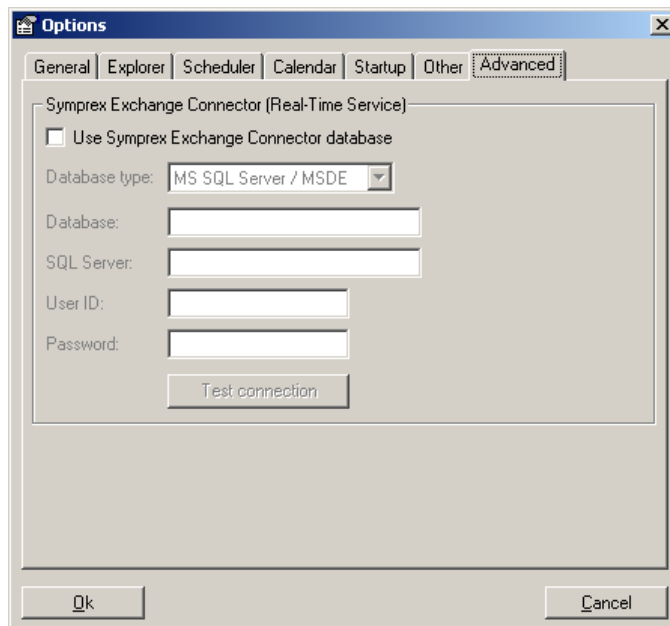 Options
General Explorer Scheduler Calendar Startup Other Advanced
Symprex Exchange Connector (Real-Time Service)
Use Symprex Exchange Connector database
Database type: MS SQL Server / MSDE
Database:
SQL Server:
User ID:
Password:
Test connection
Ok Cancel